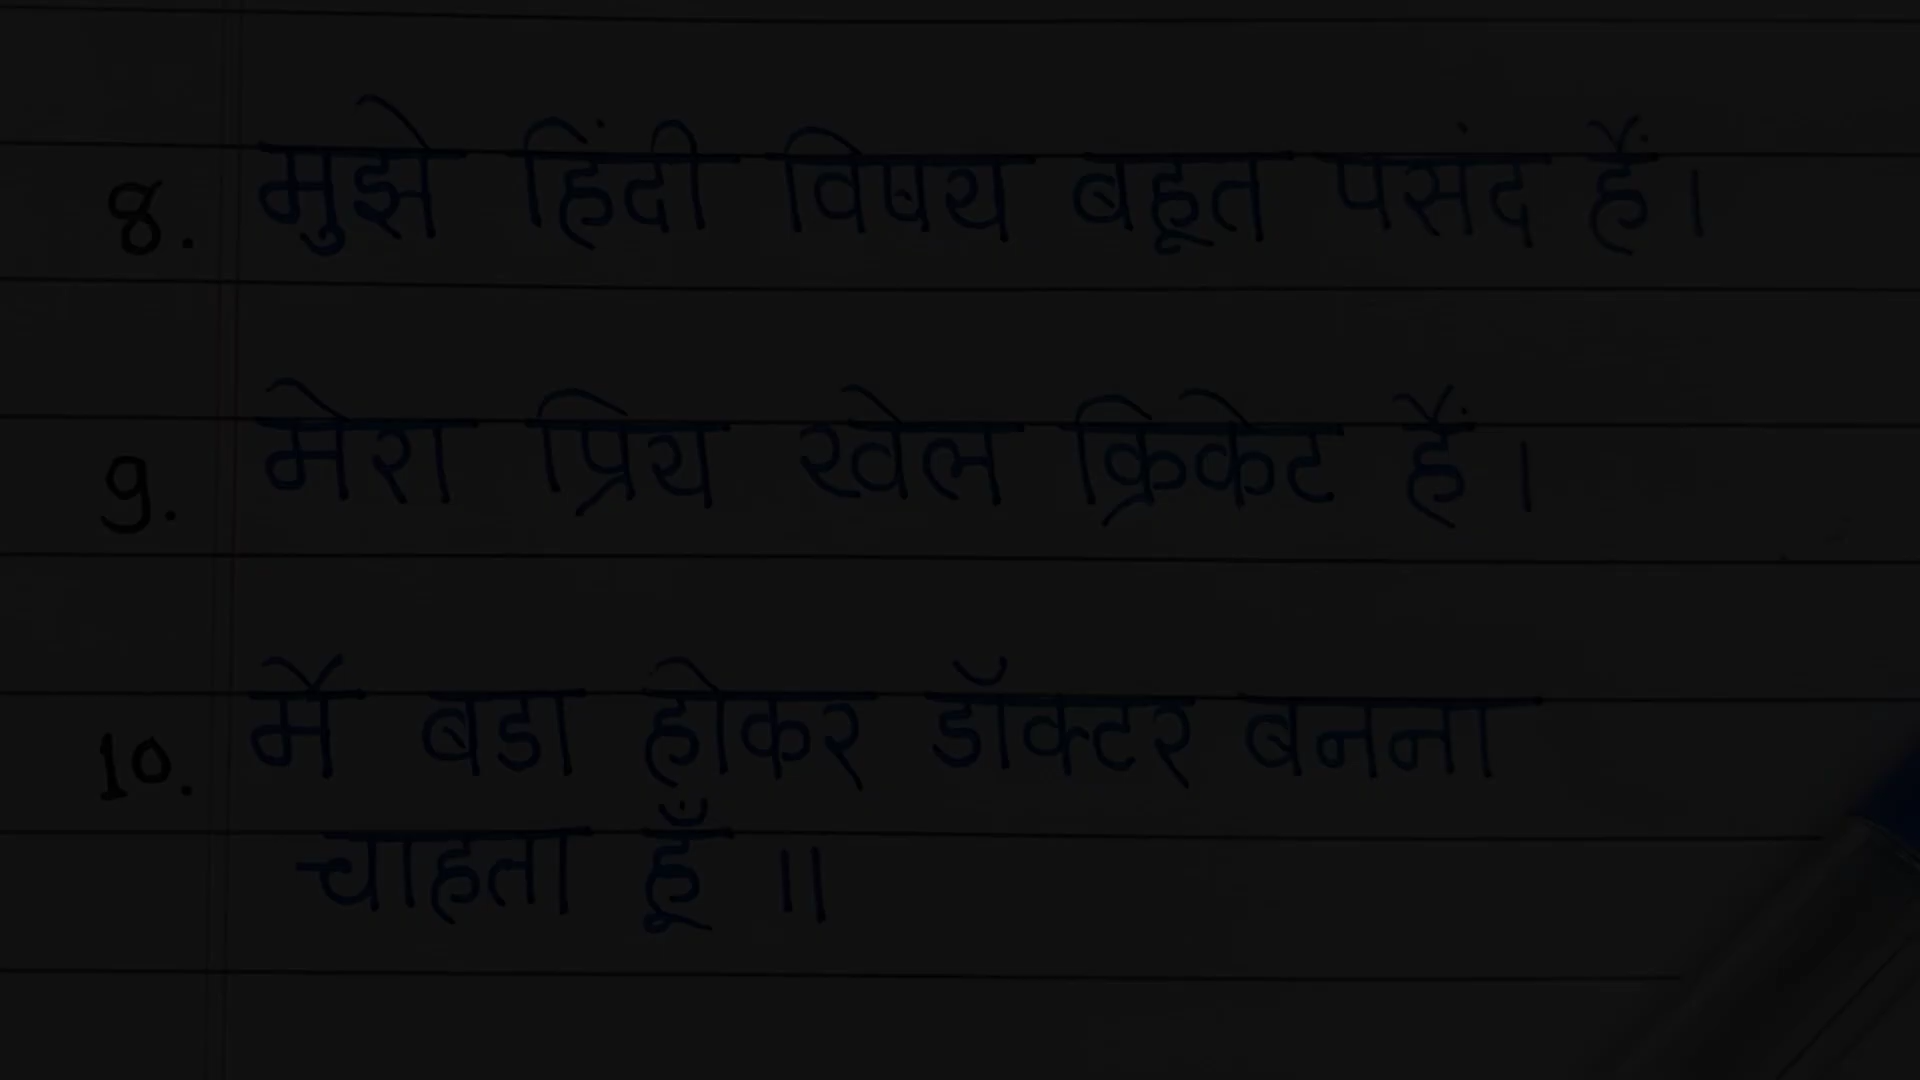 8. मुझे हिंदी विषय बहूत पसंद हैं।
9. मेरा प्रिय खेल क्रिकेट हैं।
10. मै बडा होकर डॉक्टर बनना
चाहता हूँ ॥